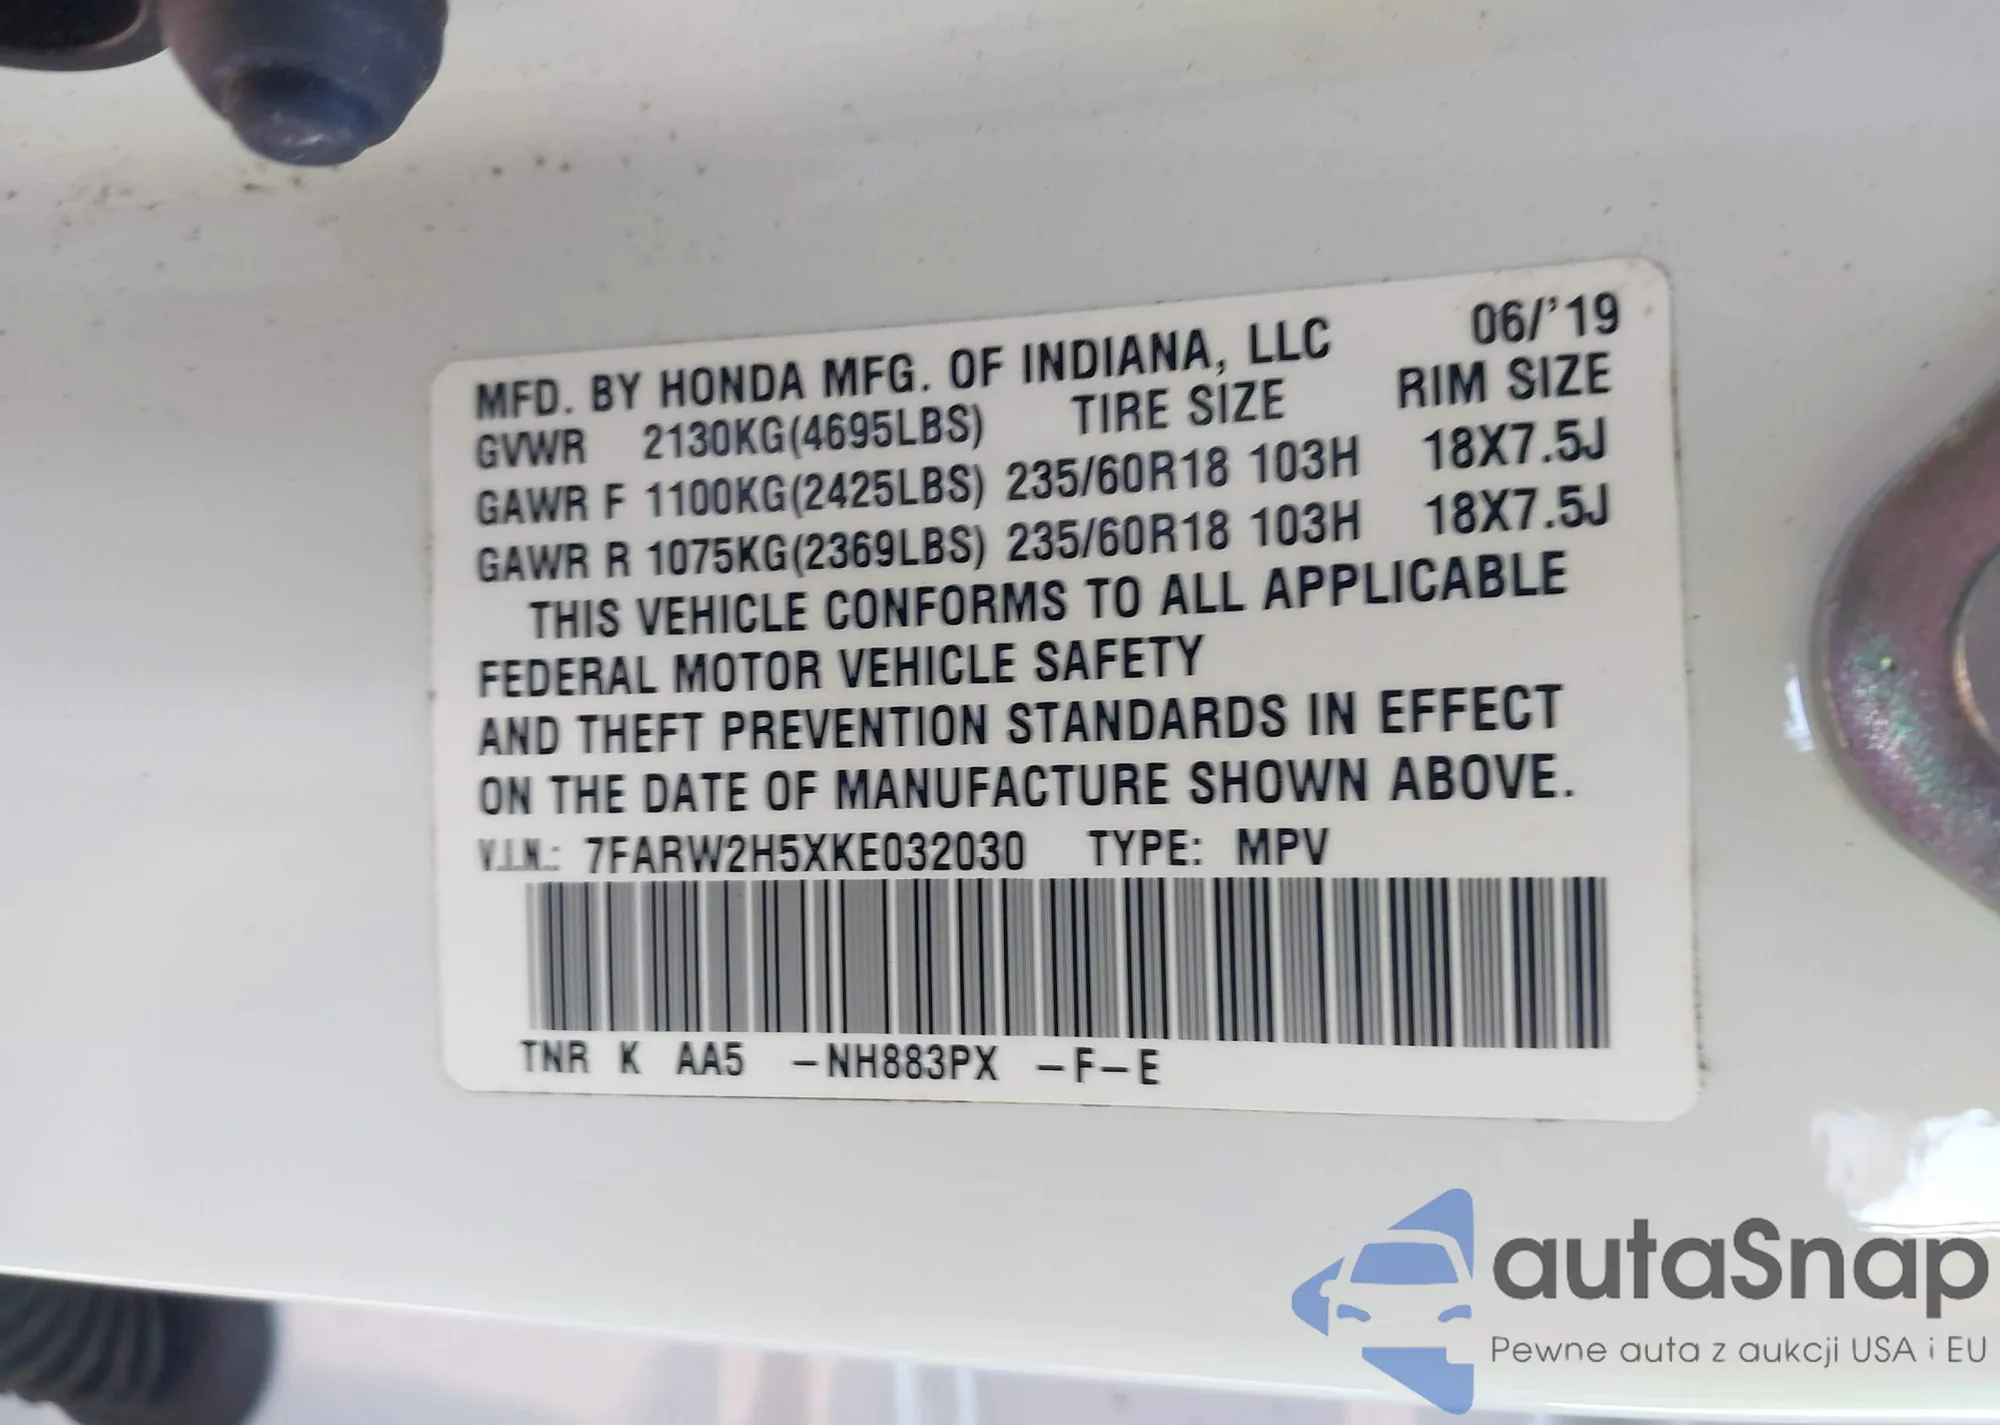 MFD. BY HONDA MFG. OF INDIANA, LLC 06/'19
GVWR 2130KG(4695LBS) TIRE SIZE RIM SIZE
GAWR F 1100KG(2425LBS) 235/60R18 103H 18X7.5J
GAWR R 1075KG(2369LBS) 235/60R18 103H 18X7.5J
THIS VEHICLE CONFORMS TO ALL APPLICABLE
FEDERAL MOTOR VEHICLE SAFETY
AND THEFT PREVENTION STANDARDS IN EFFECT
ON THE DATE OF MANUFACTURE SHOWN ABOVE.
V.I.N.: 7FARW2H5XKE032030 TYPE: MPV
TNR K AA5 -NH883PX -F-E
autaSnap
Pewne auta z aukcji USA i EU